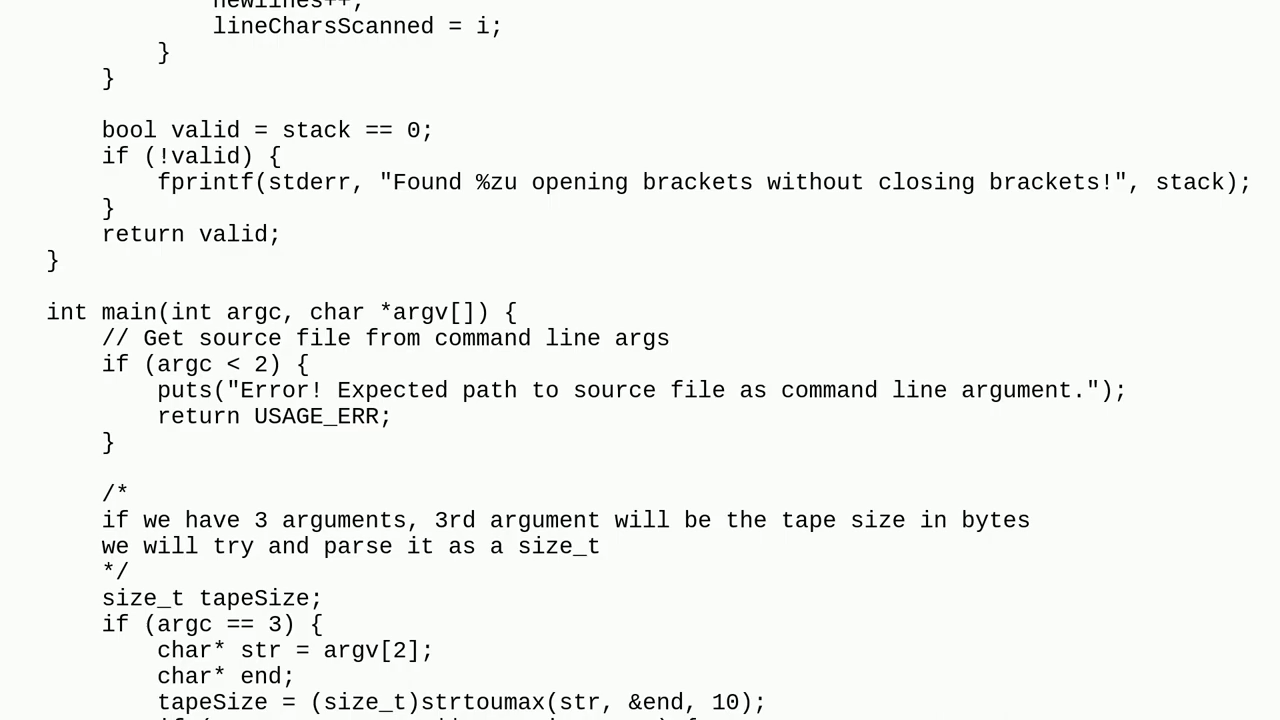 newlines++;
lineCharsScanned = i;
}
}
bool valid = stack == 0;
if (!valid) {
fprintf(stderr, "Found %zu opening brackets without closing brackets!", stack);
}
return valid;
}
int main(int argc, char *argv[]) {
// Get source file from command line args
if (argc < 2) {
puts("Error! Expected path to source file as command line argument.");
return USAGE_ERR;
}
/*
if we have 3 arguments, 3rd argument will be the tape size in bytes
we will try and parse it as a size_t
*/
size_t tapeSize;
if (argc == 3) {
char* str = argv[2];
char* end;
tapeSize = (size_t)strtoumax(str, &end, 10);